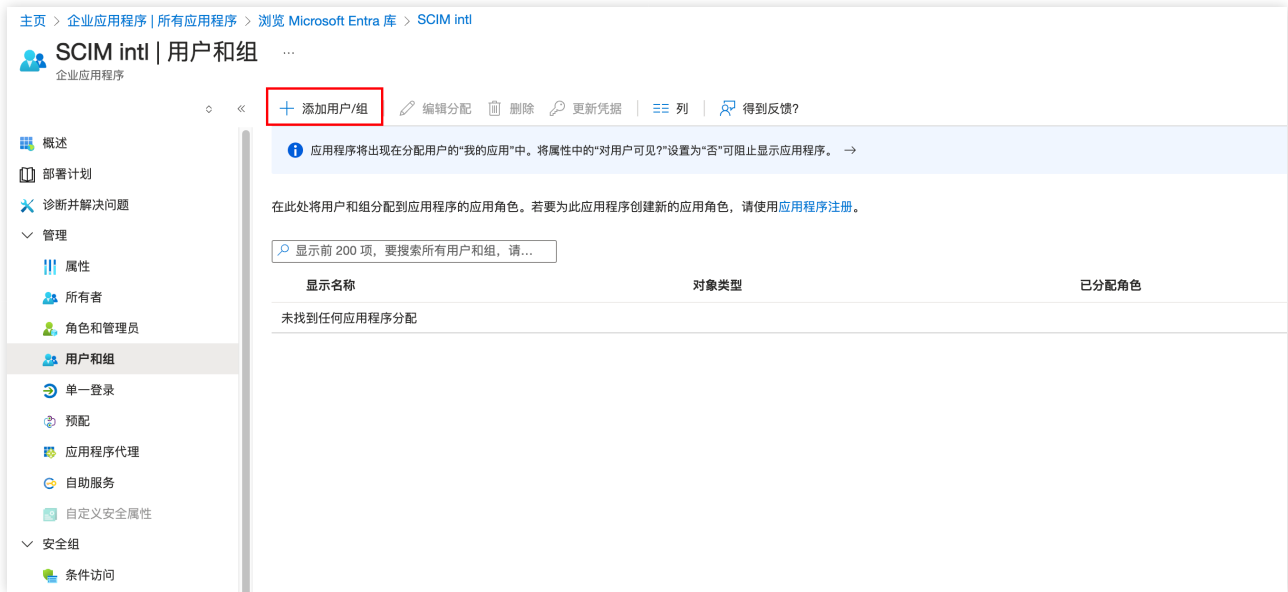 主页 > 企业应用程序 | 所有应用程序 > 浏览 Microsoft Entra 库 > SCIM intl
SCIM intl | 用户和组 ...
企业应用程序
添加用户/组 编辑分配 删除 更新凭据 列 得到反馈?
应用程序将出现在分配用户的“我的应用”中。将属性中的“对用户可见?”设置为“否”可阻止显示应用程序。 →
在此处将用户和组分配到应用程序的应用角色。若要为此应用程序创建新的应用角色，请使用应用程序注册。
显示前 200 项，要搜索所有用户和组，请...
显示名称 对象类型 已分配角色
未找到任何应用程序分配
概述
部署计划
诊断并解决问题
管理
属性
所有者
角色和管理员
用户和组
单一登录
预配
应用程序代理
自助服务
自定义安全属性
安全组
条件访问